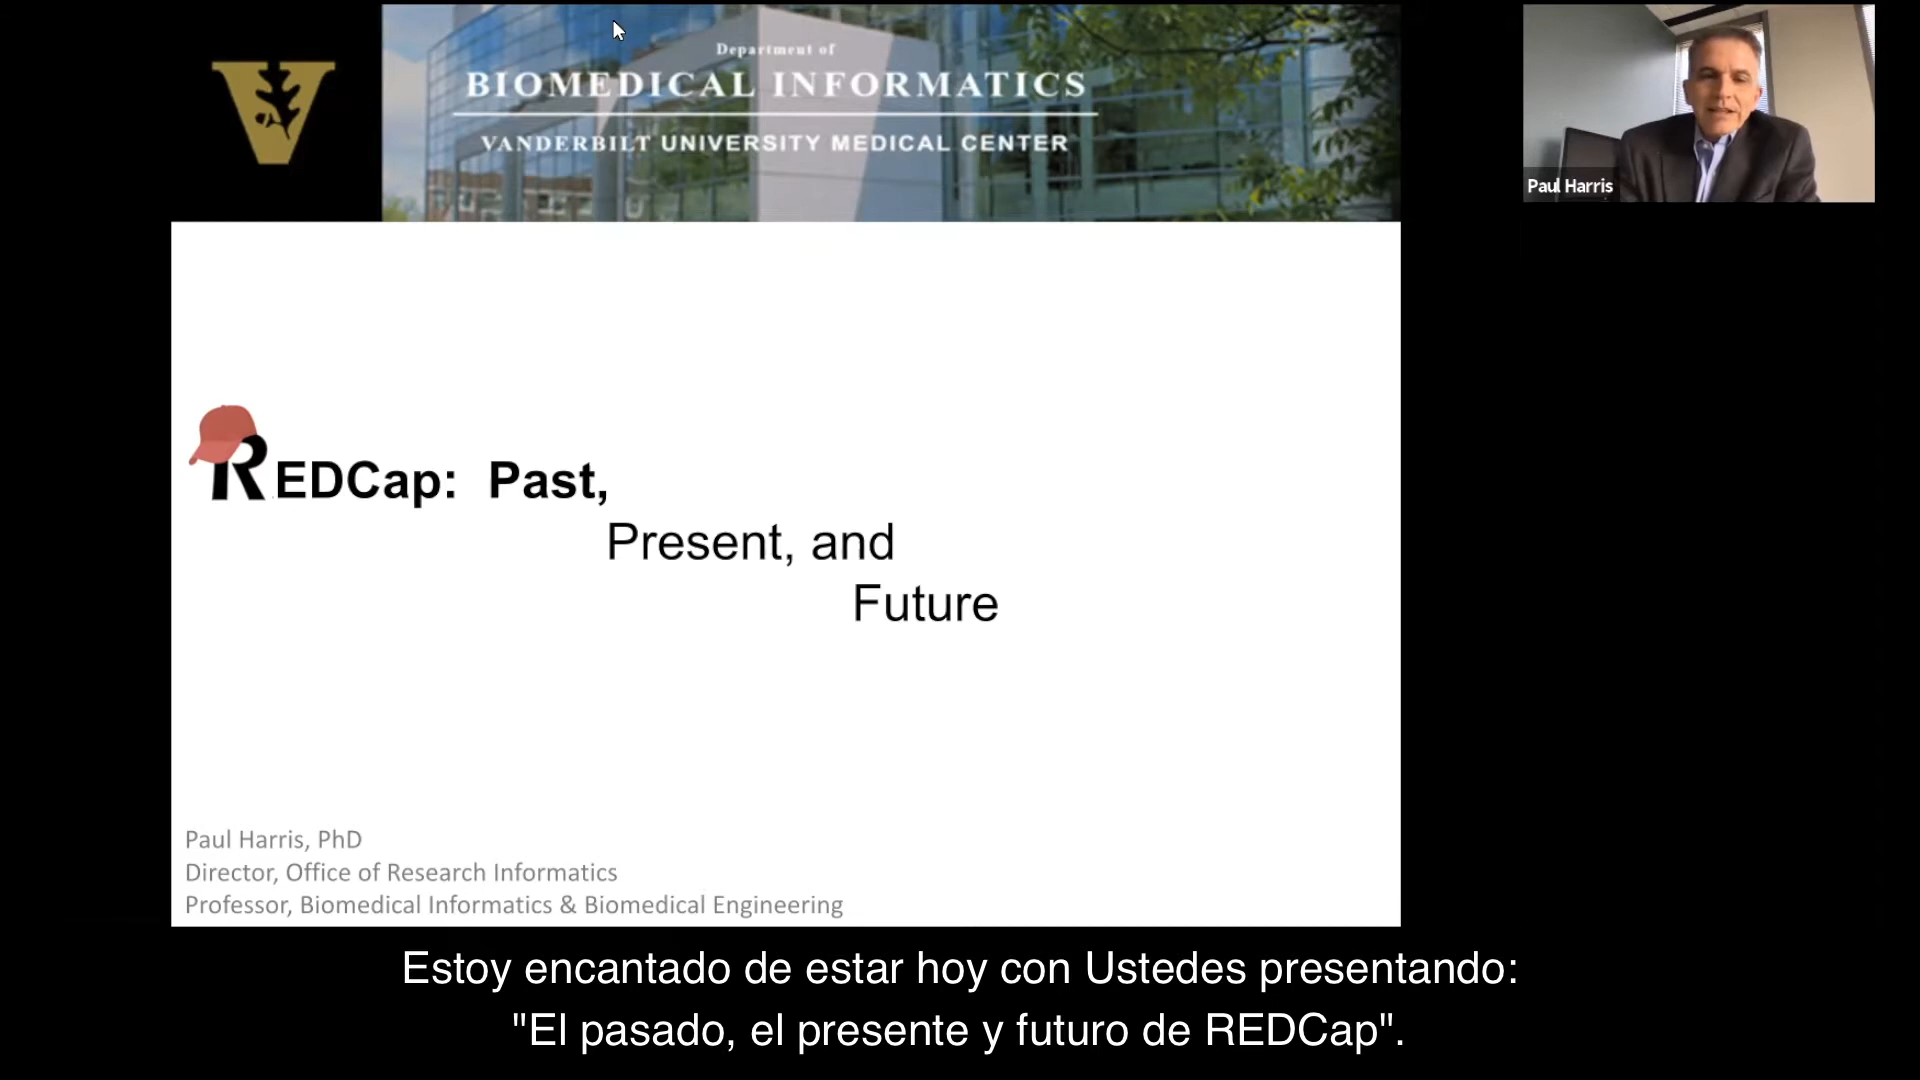 Department of
BIOMEDICAL INFORMATICS
VANDERBILT UNIVERSITY MEDICAL CENTER
Paul Harris
REDCap: Past,
Present, and
Future
Paul Harris, PhD
Director, Office of Research Informatics
Professor, Biomedical Informatics & Biomedical Engineering
Estoy encantado de estar hoy con Ustedes presentando:
"El pasado, el presente y futuro de REDCap".